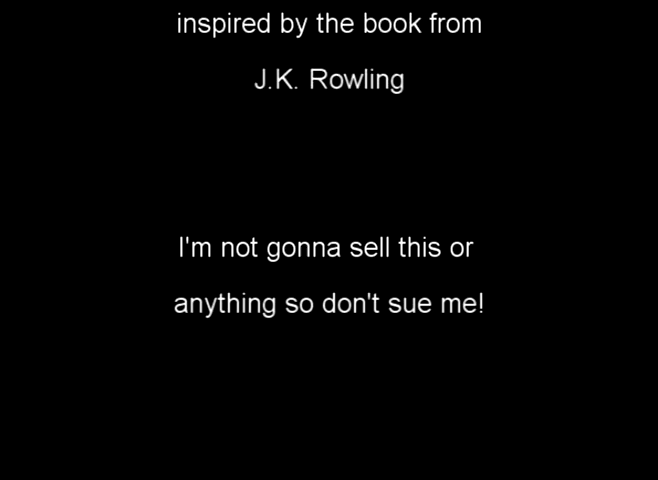 inspired by the book from
J.K. Rowling
I'm not gonna sell this or
anything so don't sue me!